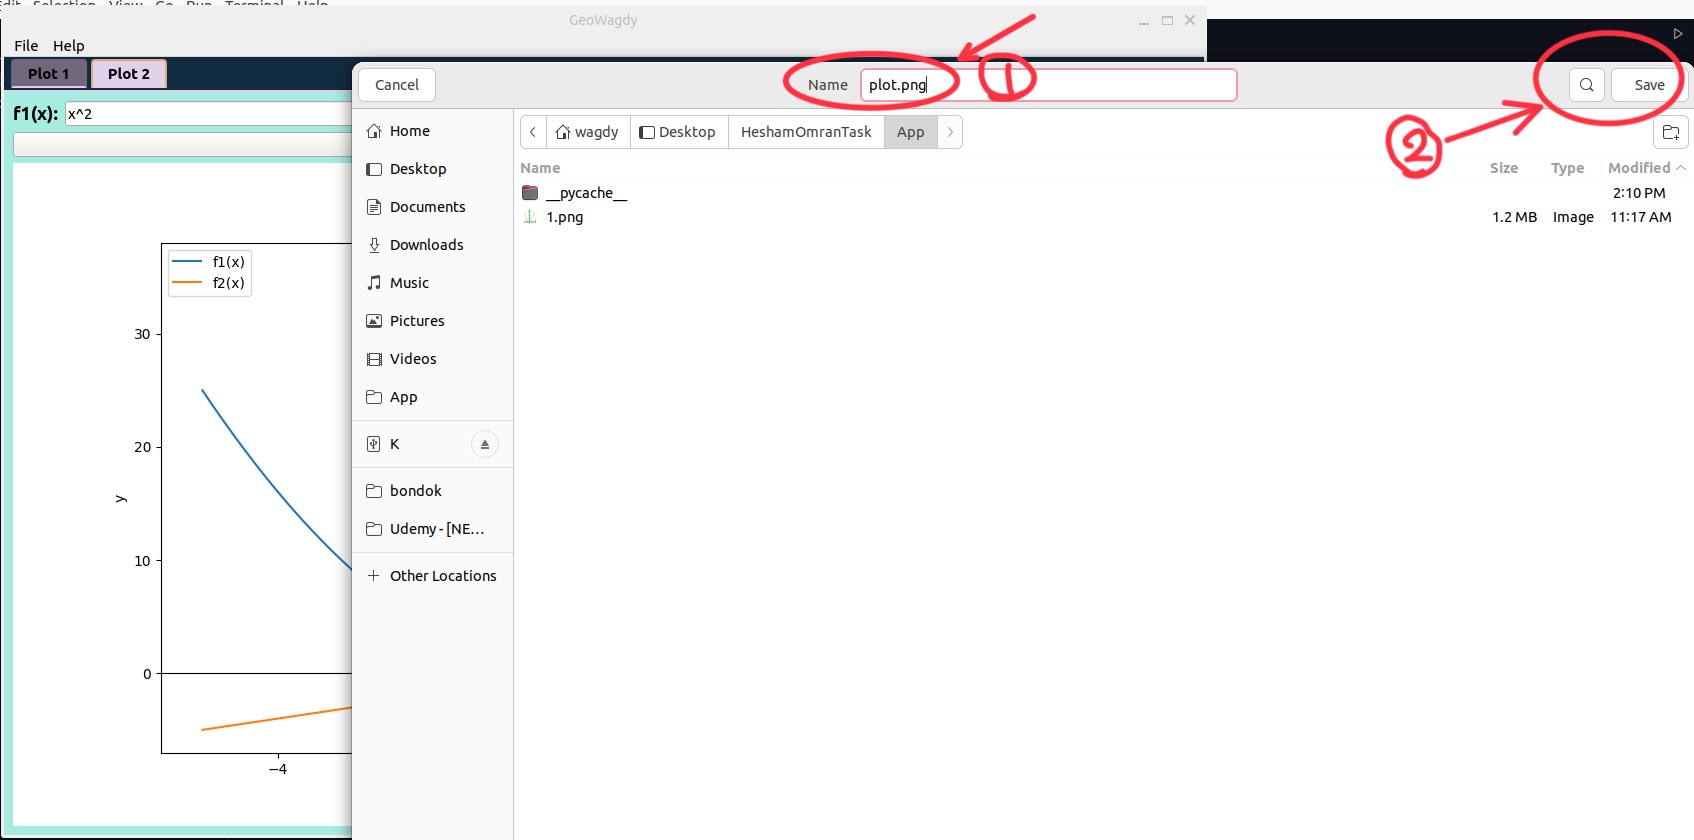 Edit Selection View Go Run Terminal Help
GeoWagdy
File Help
Plot 1 Plot 2
Cancel
Name plot.png
1
Save
f1(x): x^2
2
Home
Desktop
Documents
Downloads
Music
Pictures
Videos
App
K
bondok
Udemy - [NE...
Other Locations
wagdy Desktop HeshamOmranTask App
Name Size Type Modified
__pycache__ 2:10 PM
1.png 1.2 MB Image 11:17 AM
f1(x)
f2(x)
30
20
y
10
0
−4